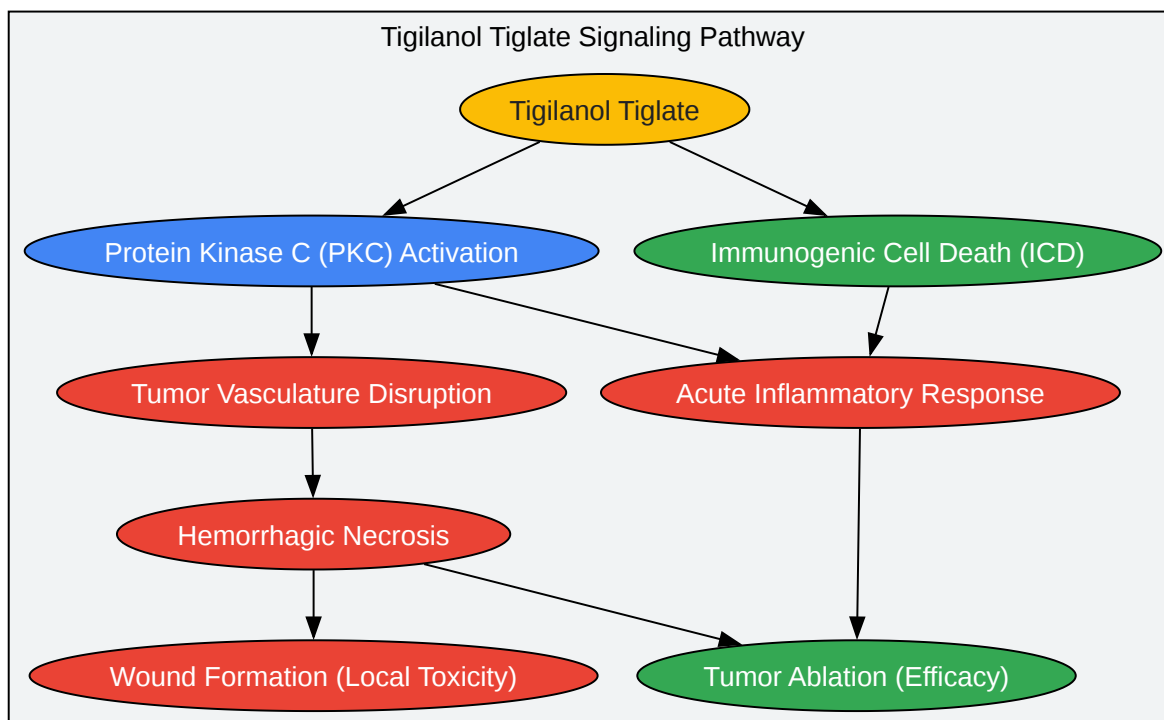 Tigilanol Tiglate Signaling Pathway
Tigilanol Tiglate
Protein Kinase C (PKC) Activation
Immunogenic Cell Death (ICD)
Tumor Vasculature Disruption
Acute Inflammatory Response
Hemorrhagic Necrosis
Wound Formation (Local Toxicity)
Tumor Ablation (Efficacy)